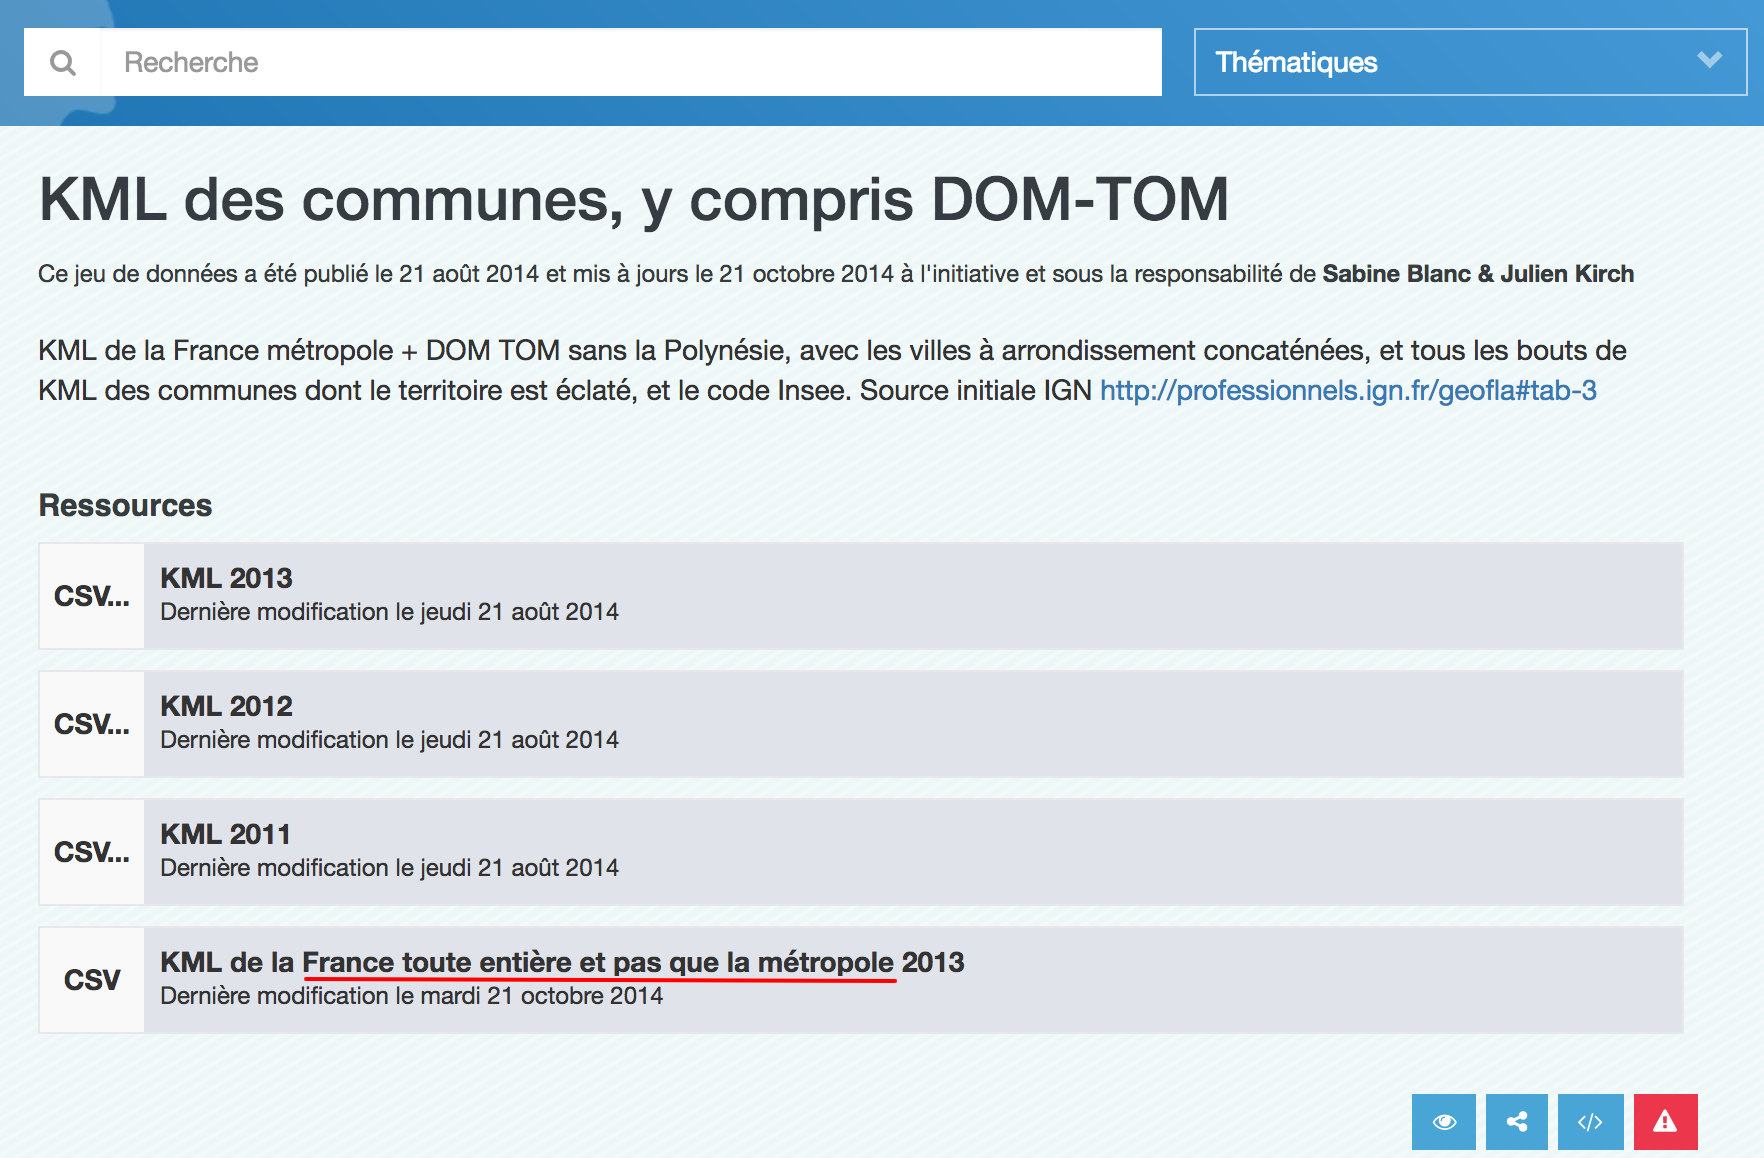 Recherche
Thématiques
KML des communes, y compris DOM-TOM
Ce jeu de données a été publié le 21 août 2014 et mis à jours le 21 octobre 2014 à l'initiative et sous la responsabilité de Sabine Blanc & Julien Kirch
KML de la France métropole + DOM TOM sans la Polynésie, avec les villes à arrondissement concaténées, et tous les bouts de
KML des communes dont le territoire est éclaté, et le code Insee. Source initiale IGN http://professionnels.ign.fr/geofla#tab-3
Ressources
CSV...
KML 2013
Dernière modification le jeudi 21 août 2014
CSV...
KML 2012
Dernière modification le jeudi 21 août 2014
CSV...
KML 2011
Dernière modification le jeudi 21 août 2014
CSV
KML de la France toute entière et pas que la métropole 2013
Dernière modification le mardi 21 octobre 2014